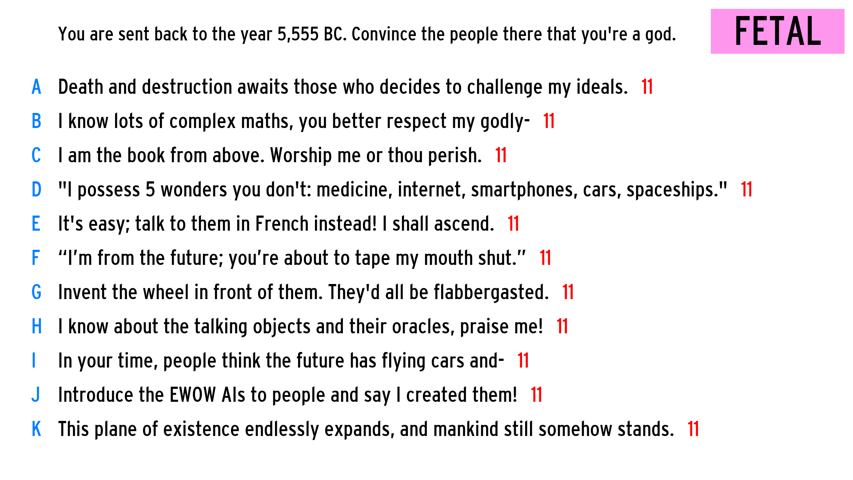 You are sent back to the year 5,555 BC. Convince the people there that you're a god.
FETAL
A Death and destruction awaits those who decides to challenge my ideals. 11
B I know lots of complex maths, you better respect my godly- 11
C I am the book from above. Worship me or thou perish. 11
D "I possess 5 wonders you don't: medicine, internet, smartphones, cars, spaceships." 11
E It's easy; talk to them in French instead! I shall ascend. 11
F “I’m from the future; you’re about to tape my mouth shut.” 11
G Invent the wheel in front of them. They'd all be flabbergasted. 11
H I know about the talking objects and their oracles, praise me! 11
I In your time, people think the future has flying cars and- 11
J Introduce the EWOW AIs to people and say I created them! 11
K This plane of existence endlessly expands, and mankind still somehow stands. 11